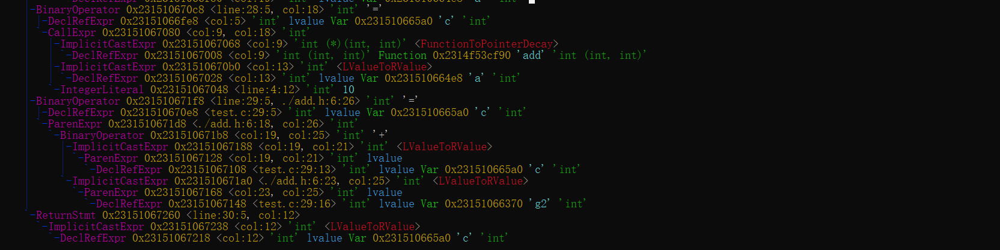 -BinaryOperator 0x231510670c8 <line:28:5, col:18> 'int' '='
|-DeclRefExpr 0x23151066fe8 <col:5> 'int' lvalue Var 0x231510665a0 'c' 'int'
`-CallExpr 0x23151067080 <col:9, col:18> 'int'
|-ImplicitCastExpr 0x23151067068 <col:9> 'int (*)(int, int)' <FunctionToPointerDecay>
| `-DeclRefExpr 0x23151067008 <col:9> 'int (int, int)' Function 0x2314f53cf90 'add' 'int (int, int)'
|-ImplicitCastExpr 0x231510670b0 <col:13> 'int' <LValueToRValue>
| `-DeclRefExpr 0x23151067028 <col:13> 'int' lvalue Var 0x231510664e8 'a' 'int'
`-IntegerLiteral 0x23151067048 <line:4:12> 'int' 10
-BinaryOperator 0x231510671f8 <line:29:5, ./add.h:6:26> 'int' '='
|-DeclRefExpr 0x231510670e8 <test.c:29:5> 'int' lvalue Var 0x231510665a0 'c' 'int'
`-ParenExpr 0x231510671d8 <./add.h:6:18, col:26> 'int'
`-BinaryOperator 0x231510671b8 <col:19, col:25> 'int' '+'
|-ImplicitCastExpr 0x23151067188 <col:19, col:21> 'int' <LValueToRValue>
| `-ParenExpr 0x23151067128 <col:19, col:21> 'int' lvalue
|   `-DeclRefExpr 0x23151067108 <test.c:29:13> 'int' lvalue Var 0x231510665a0 'c' 'int'
`-ImplicitCastExpr 0x231510671a0 <./add.h:6:23, col:25> 'int' <LValueToRValue>
`-ParenExpr 0x23151067168 <col:23, col:25> 'int' lvalue
`-DeclRefExpr 0x23151067148 <test.c:29:16> 'int' lvalue Var 0x23151066370 'g2' 'int'
`-ReturnStmt 0x23151067260 <line:30:5, col:12>
`-ImplicitCastExpr 0x23151067238 <col:12> 'int' <LValueToRValue>
`-DeclRefExpr 0x23151067218 <col:12> 'int' lvalue Var 0x231510665a0 'c' 'int'